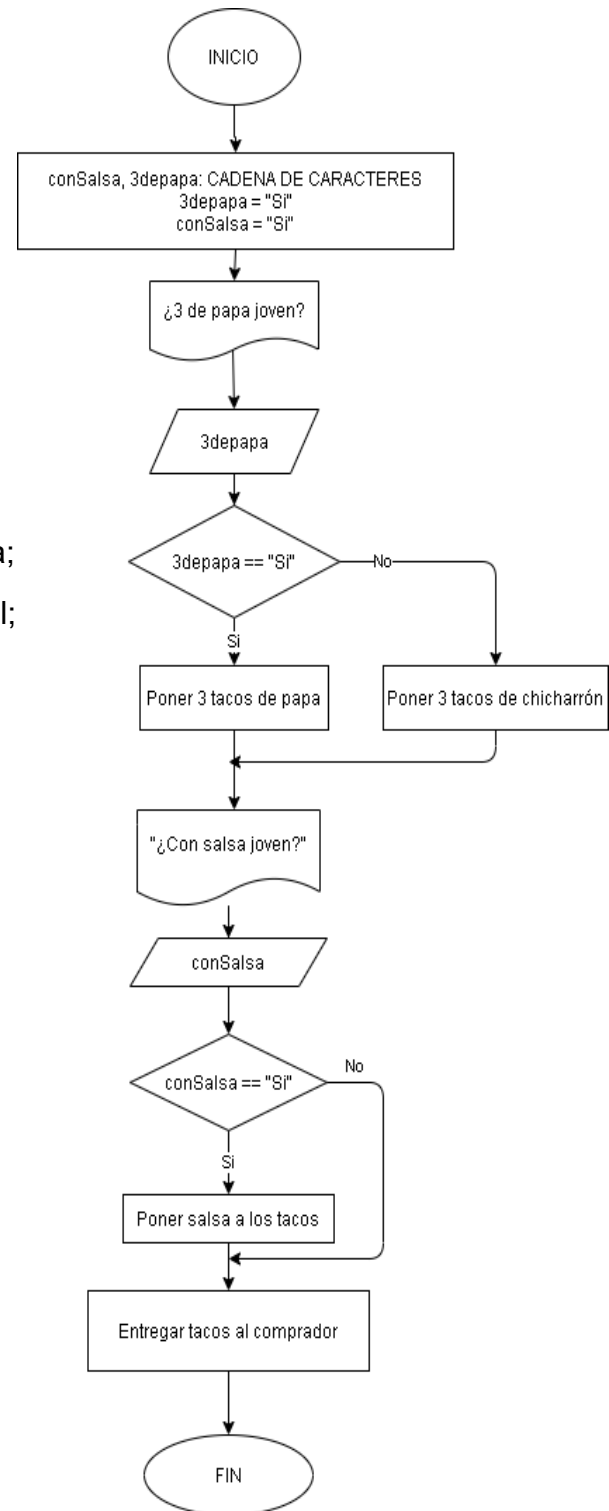 INICIO
conSalsa, 3depapa: CADENA DE CARACTERES
3depapa = "Si"
conSalsa = "Si"
¿3 de papa joven?
3depapa
a;
3depapa == "Si"
No
l;
Si
Poner 3 tacos de papa
Poner 3 tacos de chicharrón
"¿Con salsa joven?"
conSalsa
conSalsa == "Si"
No
Si
Poner salsa a los tacos
Entregar tacos al comprador
FIN